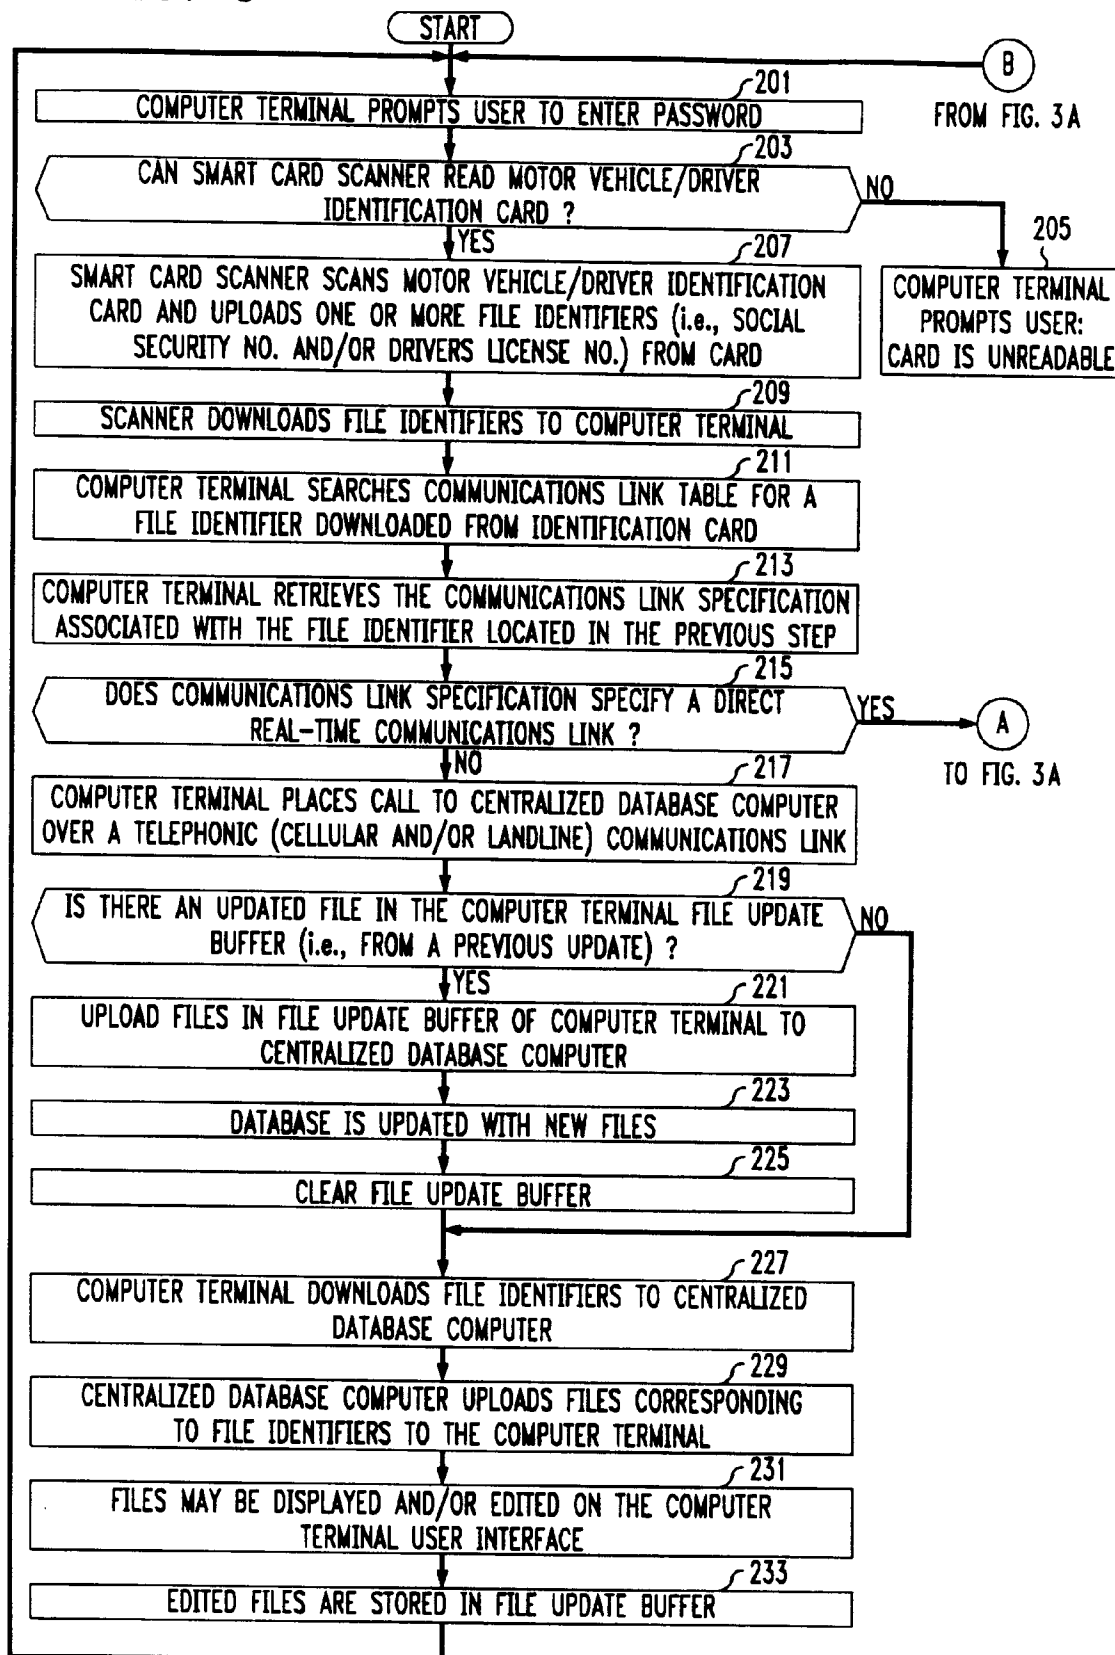 START
B
FROM FIG. 3A
201
COMPUTER TERMINAL PROMPTS USER TO ENTER PASSWORD
203
CAN SMART CARD SCANNER READ MOTOR VEHICLE/DRIVER
IDENTIFICATION CARD ?
NO
YES
205
COMPUTER TERMINAL
PROMPTS USER:
CARD IS UNREADABLE
207
SMART CARD SCANNER SCANS MOTOR VEHICLE/DRIVER IDENTIFICATION
CARD AND UPLOADS ONE OR MORE FILE IDENTIFIERS (i.e., SOCIAL
SECURITY NO. AND/OR DRIVERS LICENSE NO.) FROM CARD
209
SCANNER DOWNLOADS FILE IDENTIFIERS TO COMPUTER TERMINAL
211
COMPUTER TERMINAL SEARCHES COMMUNICATIONS LINK TABLE FOR A
FILE IDENTIFIER DOWNLOADED FROM IDENTIFICATION CARD
213
COMPUTER TERMINAL RETRIEVES THE COMMUNICATIONS LINK SPECIFICATION
ASSOCIATED WITH THE FILE IDENTIFIER LOCATED IN THE PREVIOUS STEP
215
DOES COMMUNICATIONS LINK SPECIFICATION SPECIFY A DIRECT
REAL-TIME COMMUNICATIONS LINK ?
YES
A
TO FIG. 3A
NO
217
COMPUTER TERMINAL PLACES CALL TO CENTRALIZED DATABASE COMPUTER
OVER A TELEPHONIC (CELLULAR AND/OR LANDLINE) COMMUNICATIONS LINK
219
IS THERE AN UPDATED FILE IN THE COMPUTER TERMINAL FILE UPDATE
BUFFER (i.e., FROM A PREVIOUS UPDATE) ?
NO
YES
221
UPLOAD FILES IN FILE UPDATE BUFFER OF COMPUTER TERMINAL TO
CENTRALIZED DATABASE COMPUTER
223
DATABASE IS UPDATED WITH NEW FILES
225
CLEAR FILE UPDATE BUFFER
227
COMPUTER TERMINAL DOWNLOADS FILE IDENTIFIERS TO CENTRALIZED
DATABASE COMPUTER
229
CENTRALIZED DATABASE COMPUTER UPLOADS FILES CORRESPONDING
TO FILE IDENTIFIERS TO THE COMPUTER TERMINAL
231
FILES MAY BE DISPLAYED AND/OR EDITED ON THE COMPUTER
TERMINAL USER INTERFACE
233
EDITED FILES ARE STORED IN FILE UPDATE BUFFER